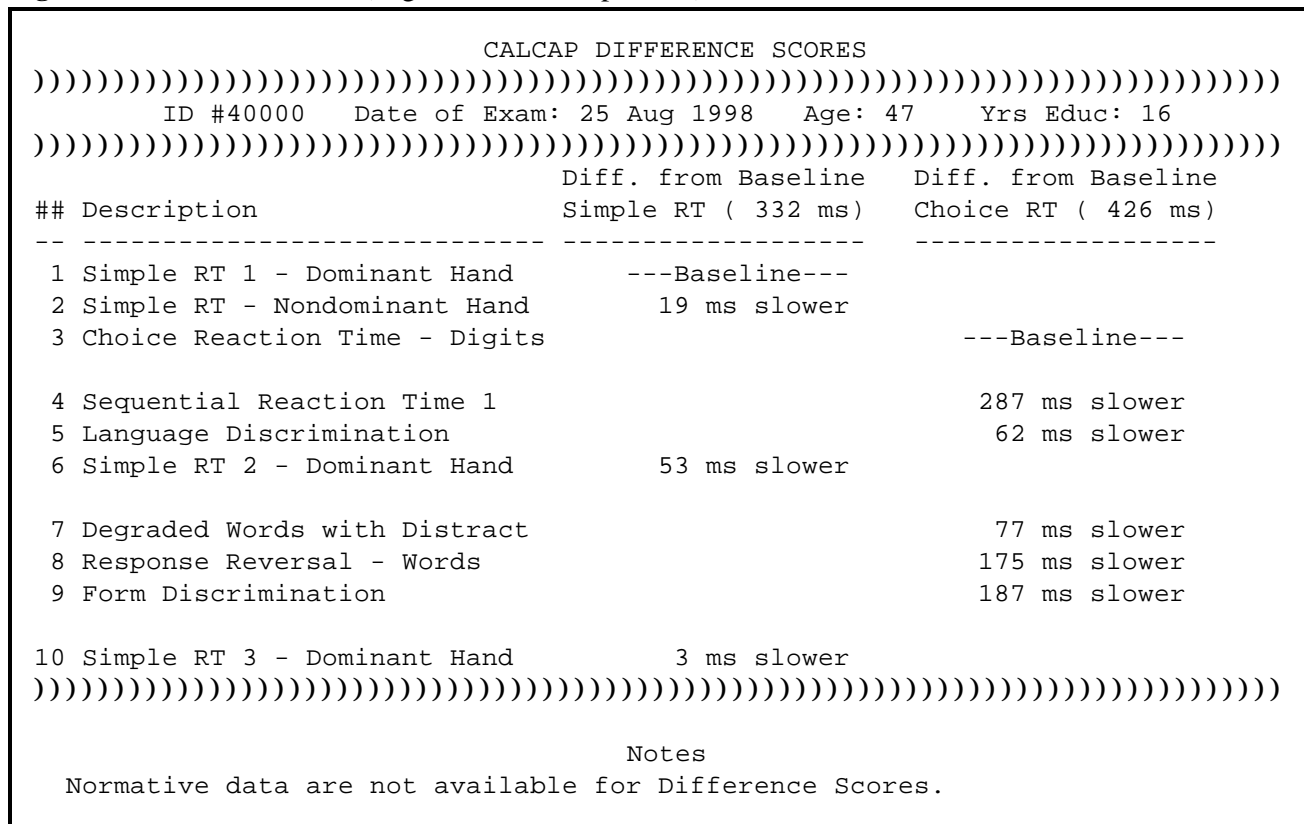 CALCAP DIFFERENCE SCORES
))))))))))))))))))))))))))))))))))))))))))))))))))))))))))))))))))))))))))))))
ID #40000 Date of Exam: 25 Aug 1998 Age: 47 Yrs Educ: 16
))))))))))))))))))))))))))))))))))))))))))))))))))))))))))))))))))))))))))))))
Diff. from Baseline Diff. from Baseline
## Description Simple RT ( 332 ms) Choice RT ( 426 ms)
-- ----------------------------- ------------------- -------------------
1 Simple RT 1 - Dominant Hand ---Baseline---
2 Simple RT - Nondominant Hand 19 ms slower
3 Choice Reaction Time - Digits ---Baseline---
4 Sequential Reaction Time 1 287 ms slower
5 Language Discrimination 62 ms slower
6 Simple RT 2 - Dominant Hand 53 ms slower
7 Degraded Words with Distract 77 ms slower
8 Response Reversal - Words 175 ms slower
9 Form Discrimination 187 ms slower
10 Simple RT 3 - Dominant Hand 3 ms slower
))))))))))))))))))))))))))))))))))))))))))))))))))))))))))))))))))))))))))))))
Notes
Normative data are not available for Difference Scores.